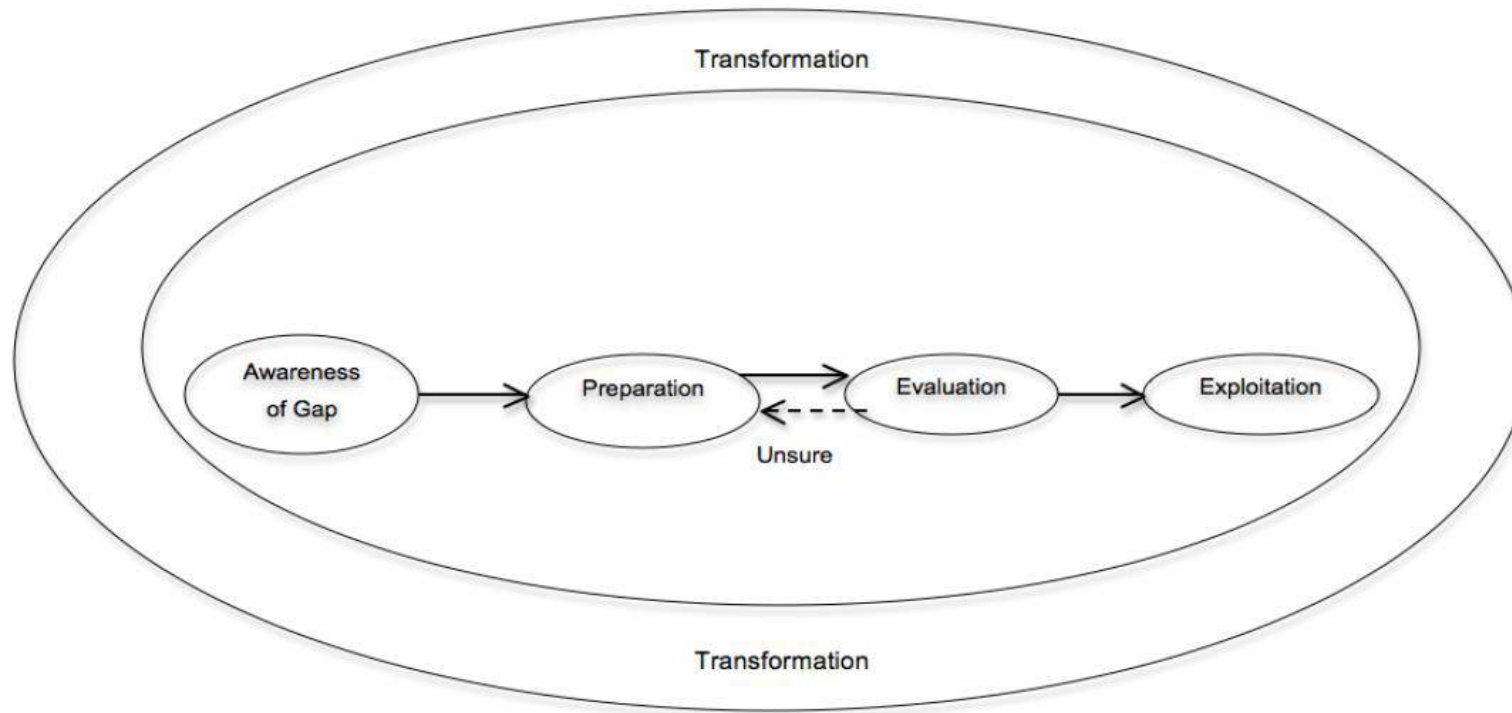 Transformation
Awareness
of Gap
Preparation
Evaluation
Exploitation
Unsure
Transformation